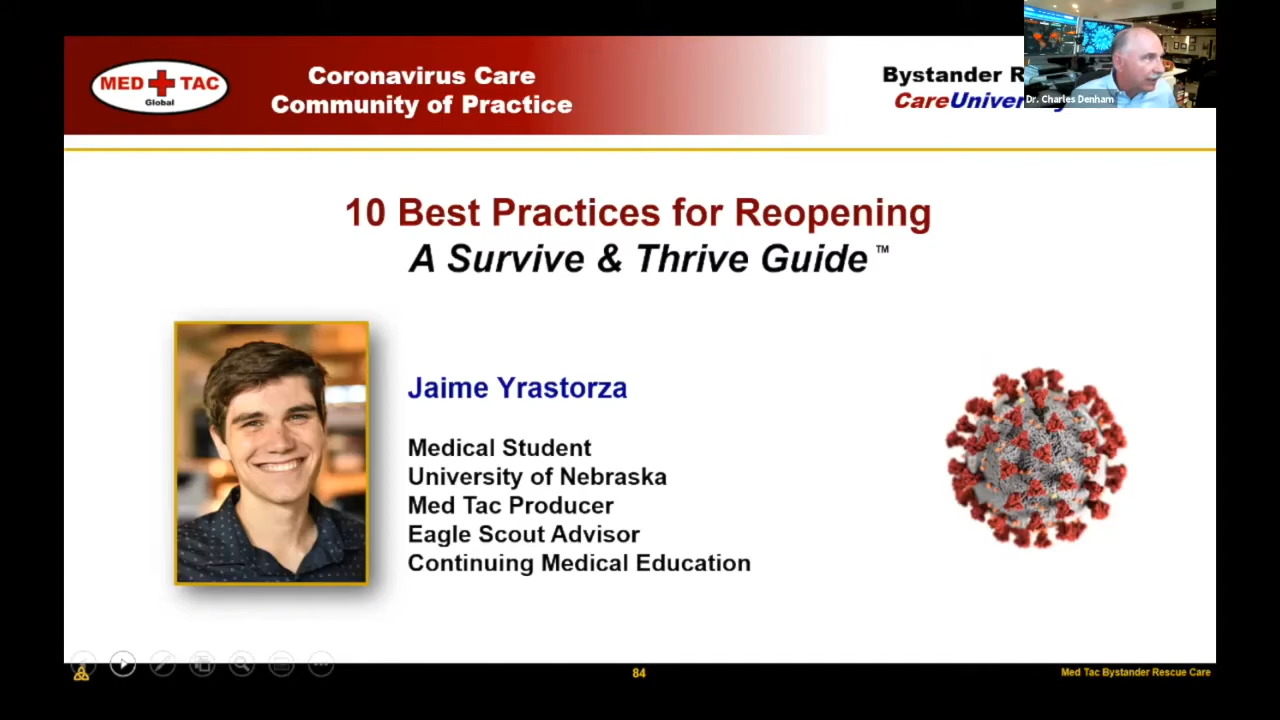 MED TAC
Global
Coronavirus Care
Community of Practice
Bystander R
CareUniver
Dr. Charles Denham
10 Best Practices for Reopening
A Survive & Thrive Guide™
Jaime Yrastorza
Medical Student
University of Nebraska
Med Tac Producer
Eagle Scout Advisor
Continuing Medical Education
84
Med Tac Bystander Rescue Care